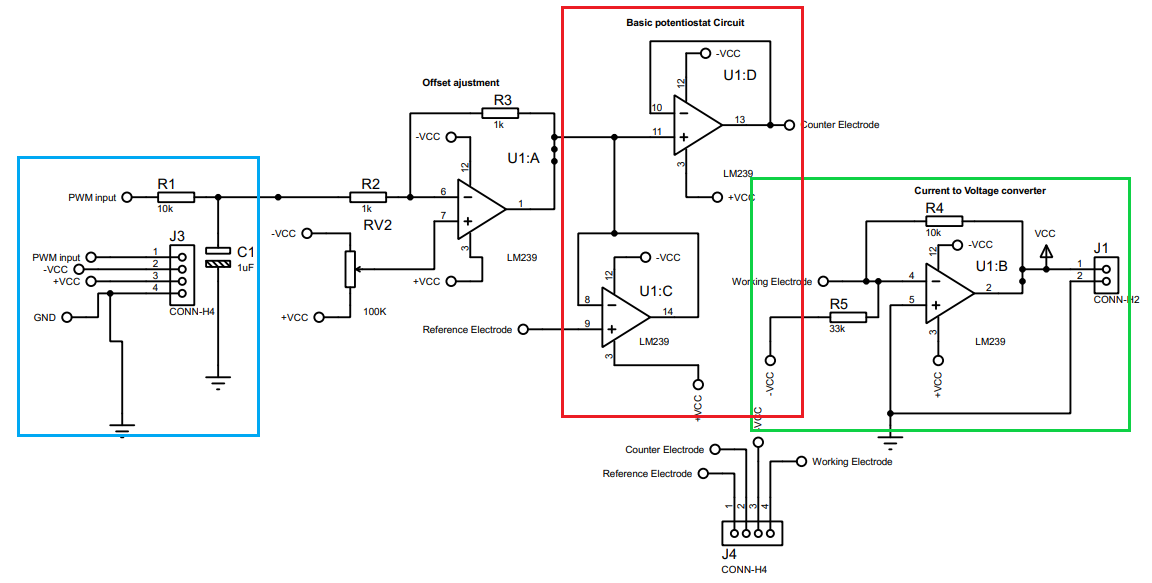 Basic potentiostat Circuit
-VCC
12
U1:D
10
11
13
Counter Electrode
3
LM239
+VCC
Offset ajustment
R3
1k
-VCC
U1:A
12
6
7
1
3
LM239
+VCC
PWM input
R1
10k
R2
1k
RV2
-VCC
100K
+VCC
J3
PWM input
1
-VCC
2
+VCC
3
4
GND
CONN-H4
C1
1uF
-VCC
12
U1:C
8
9
14
Reference Electrode
LM239
3
+VCC
Current to Voltage converter
R4
10k
-VCC
12
VCC
U1:B
J1
1
2
CONN-H2
Working Electrode
4
5
2
R5
33k
LM239
3
-VCC
+VCC
-VCC
Counter Electrode
Working Electrode
Reference Electrode
1
2
3
4
J4
CONN-H4